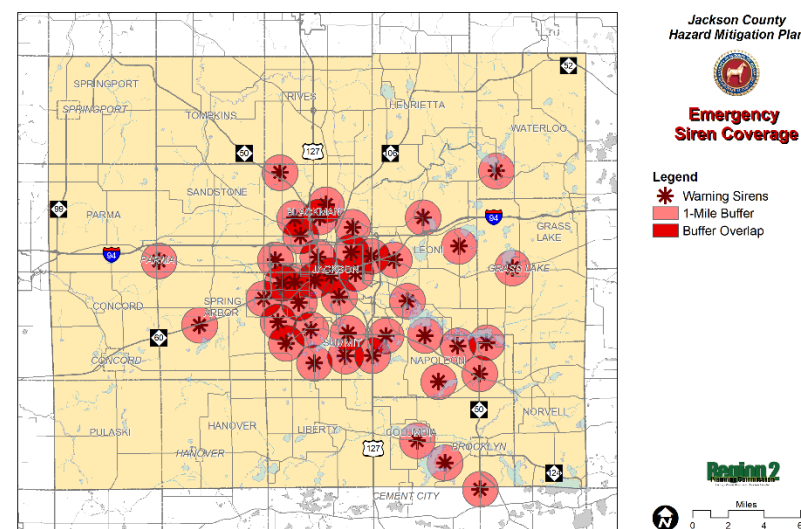 Jackson County
Hazard Mitigation Plan
Emergency
Siren Coverage
Legend
Warning Sirens
1-Mile Buffer
Buffer Overlap
52
SPRINGPORT
SPRINGPORT
RIVES
HENRIETTA
TOMPKINS
WATERLOO
60
127
106
SANDSTONE
99
PARMA
BLACKMAN
94
GRASS
LAKE
LEONI
94
PARMA
JACKSON
GRASS LAKE
CONCORD
SPRING
ARBOR
60
CONCORD
SUMMIT
NAPOLEON
50
NORVELL
PULASKI
HANOVER
LIBERTY
COLUMBIA
HANOVER
127
BROOKLYN
124
CEMENT CITY
Region 2
N
Miles
0 2 4